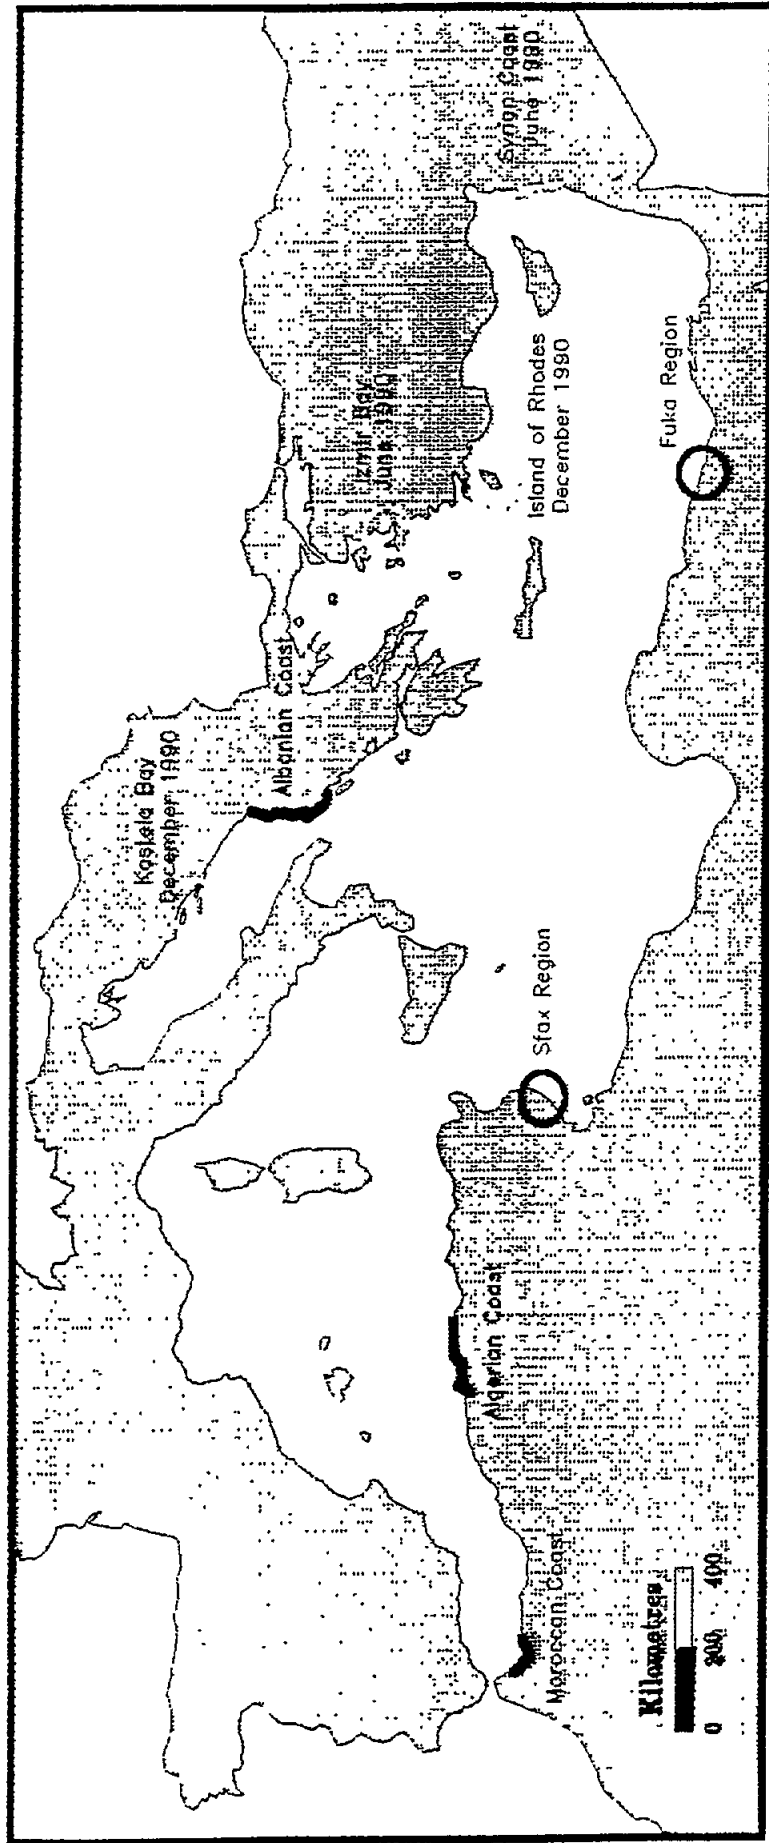 Kastela Bay
December 1990
Albanian Coast
Izmir Bay
June 1990
Syrian Coast
June 1990
Island of Rhodes
December 1990
Fuka Region
Sfax Region
Algerian Coast
Moroccan Coast
Kilometres
0 200 400